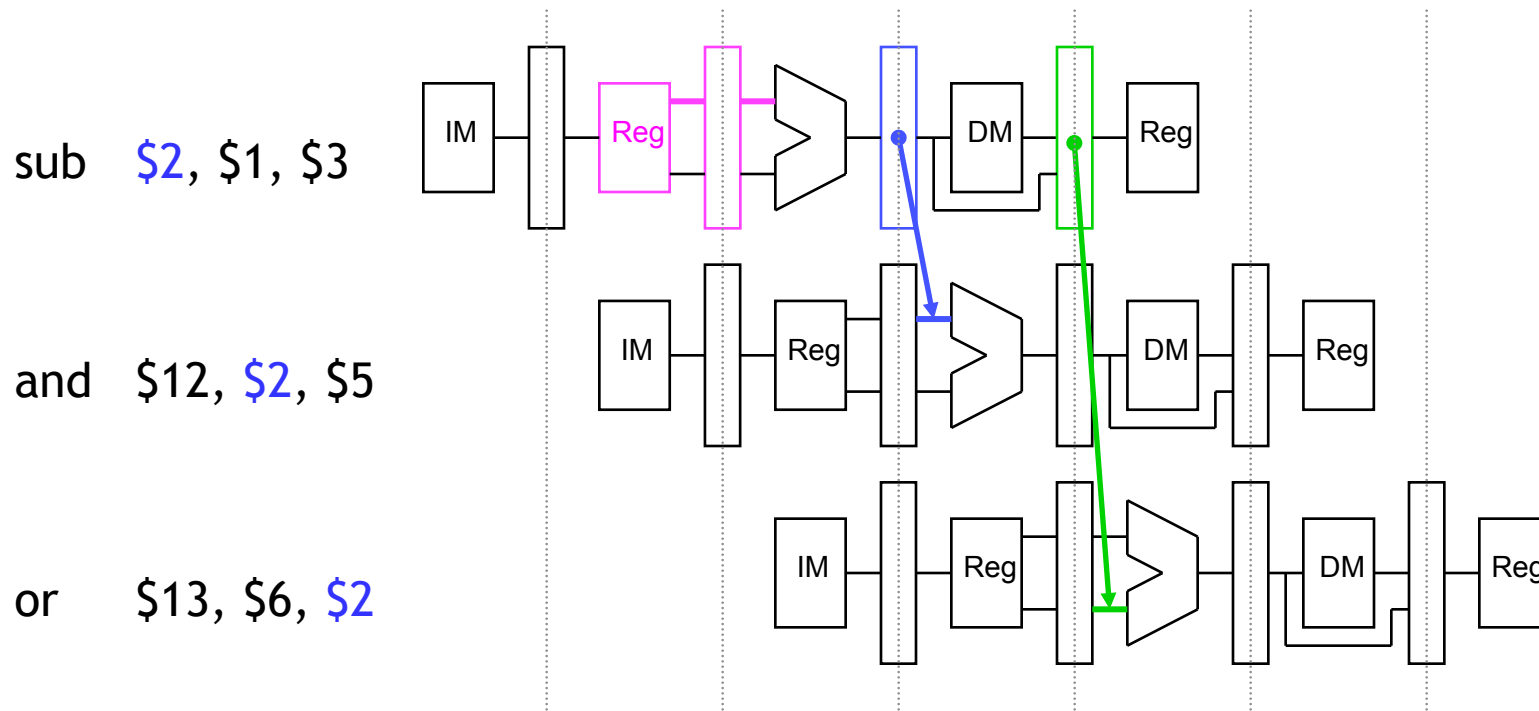 IM Reg DM Reg
sub $2, $1, $3
IM Reg DM Reg
and $12, $2, $5
IM Reg DM Reg
or $13, $6, $2